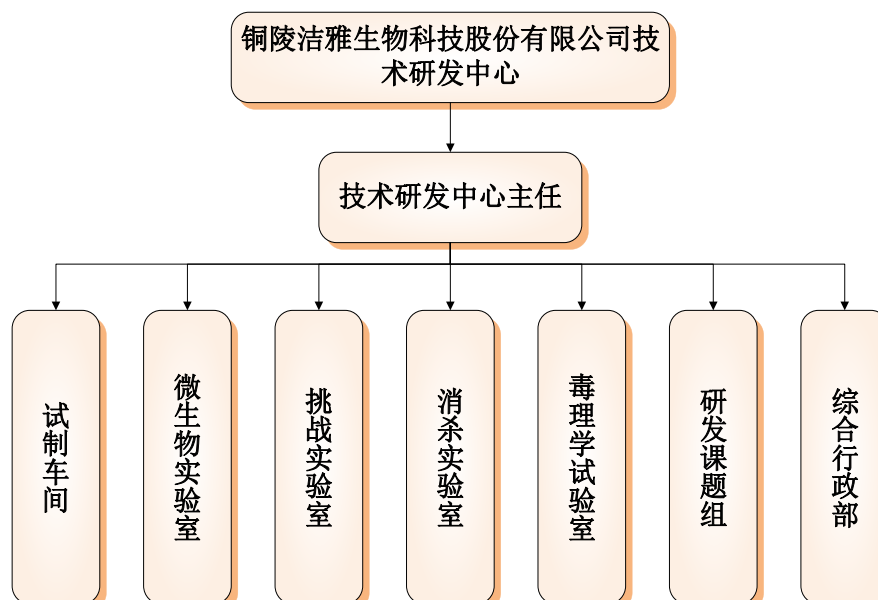 铜陵洁雅生物科技股份有限公司技
术研发中心
技术研发中心主任
试制车间
微生物实验室
挑战实验室
消杀实验室
毒理学试验室
研发课题组
综合行政部